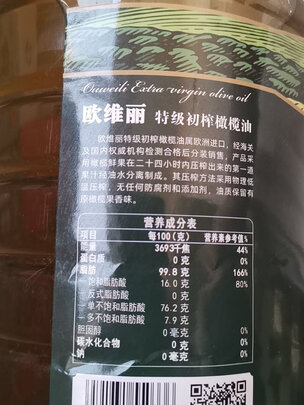 Ouweili Extra virgin olive oil
欧维丽 特级初榨橄榄油
欧维丽特级初榨橄榄油属欧洲进口，经海关
及国内权威机构检测合格后分装销售，产品采
用橄榄鲜果在二十四小时内压榨出来的第一道
果汁经油水分离制成。其压榨方法采用物理低
温压榨，无任何防腐剂和添加剂，油质保留有
原橄榄果香味。
营养成分表
项目 每100(克) 营养素参考值%
能量 3693千焦 44%
蛋白质 0 克 0%
脂肪 99.8 克 166%
—饱和脂肪酸 16.0 克 80%
—反式脂肪酸 0 克
—单不饱和脂肪酸 76.2 克
—多不饱和脂肪酸 7.9 克
胆固醇 0 毫克 0%
碳水化合物 0 克 0%
钠 0 毫克 0%